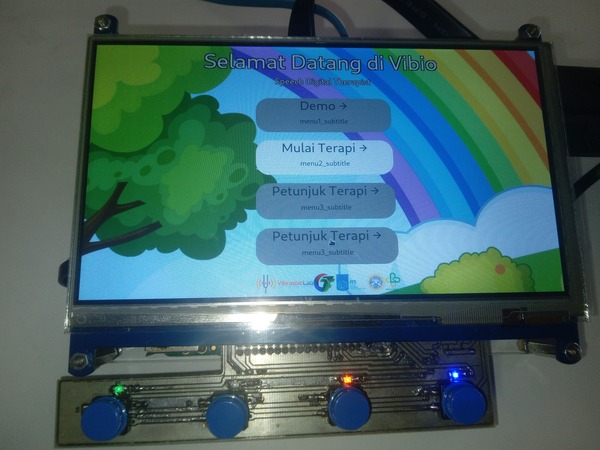 Selamat Datang di Vibio
Speech Digital Therapist
Demo →
menu1_subtitle
Mulai Terapi →
menu2_subtitle
Petunjuk Terapi →
menu3_subtitle
Petunjuk Terapi →
menu3_subtitle